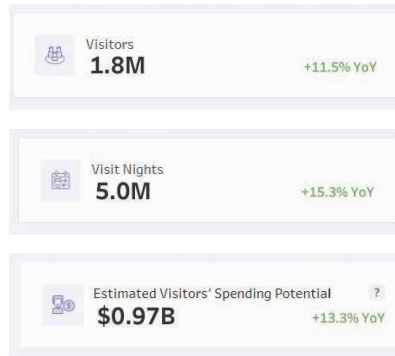 Visitors
1.8M
+11.5% YoY
Visit Nights
5.0M
+15.3% YoY
Estimated Visitors' Spending Potential ?
$0.97B
+13.3% YoY